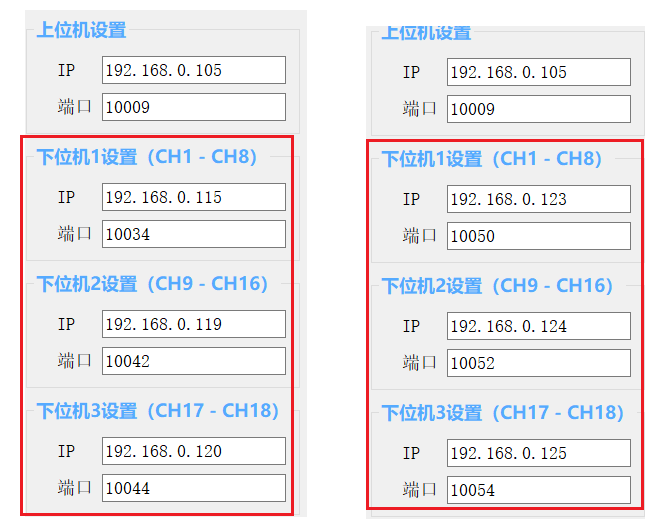 上位机设置
IP 192.168.0.105
端口 10009
下位机1设置（CH1 - CH8）
IP 192.168.0.115
端口 10034
下位机2设置（CH9 - CH16）
IP 192.168.0.119
端口 10042
下位机3设置（CH17 - CH18）
IP 192.168.0.120
端口 10044
上位机设置
IP 192.168.0.105
端口 10009
下位机1设置（CH1 - CH8）
IP 192.168.0.123
端口 10050
下位机2设置（CH9 - CH16）
IP 192.168.0.124
端口 10052
下位机3设置（CH17 - CH18）
IP 192.168.0.125
端口 10054